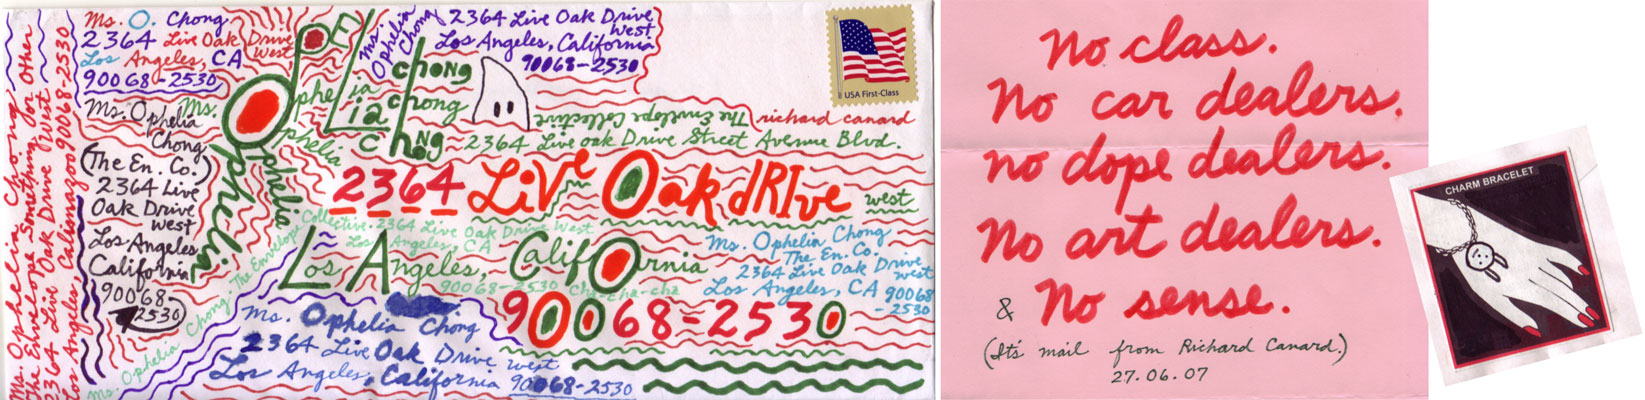 Ms. Ophelia Chong
The Envelope Something or Other
2364 Live Oak Drive West
Los Angeles, Calinzoo 90068-2530
Ms. O. Chong
2364 Live Oak Drive
West
Los Angeles, CA
90068-2530
Ms. Ophelia
Chong
(The En. Co.)
2364 Live
Oak Drive
West
Los Angeles
California
90068-
2530
Ms.
Ophelia
Ophelia
Ophelia
Chong
Chong
Chong
Ms.
Ophelia
Chong
2364 Live Oak Drive
West
Los Angeles, California
90068-2530
USA First-Class
The Envelope Collective
richard canard
2364 Live Oak Drive Street Avenue Blvd.
2364 LiVe Oak dRIve west
Ms. Ophelia Chong - The Envelope Collective. 2364 Live Oak Drive West
Los Angeles, CA
90068-2530 Cha-cha-cha
Los Angeles, CalifOrnia
90068-2530
Ms. Ophelia Chong
The En. Co.
2364 Live Oak Drive
West
Los Angeles, CA 90068
-2530
Ms. Ophelia Chong
2364 Live Oak Drive West
Los Angeles, California 90068-2530
No class.
No car dealers.
No dope dealers.
No art dealers.
& No sense.
(It's mail from Richard Canard.)
27.06.07
CHARM BRACELET